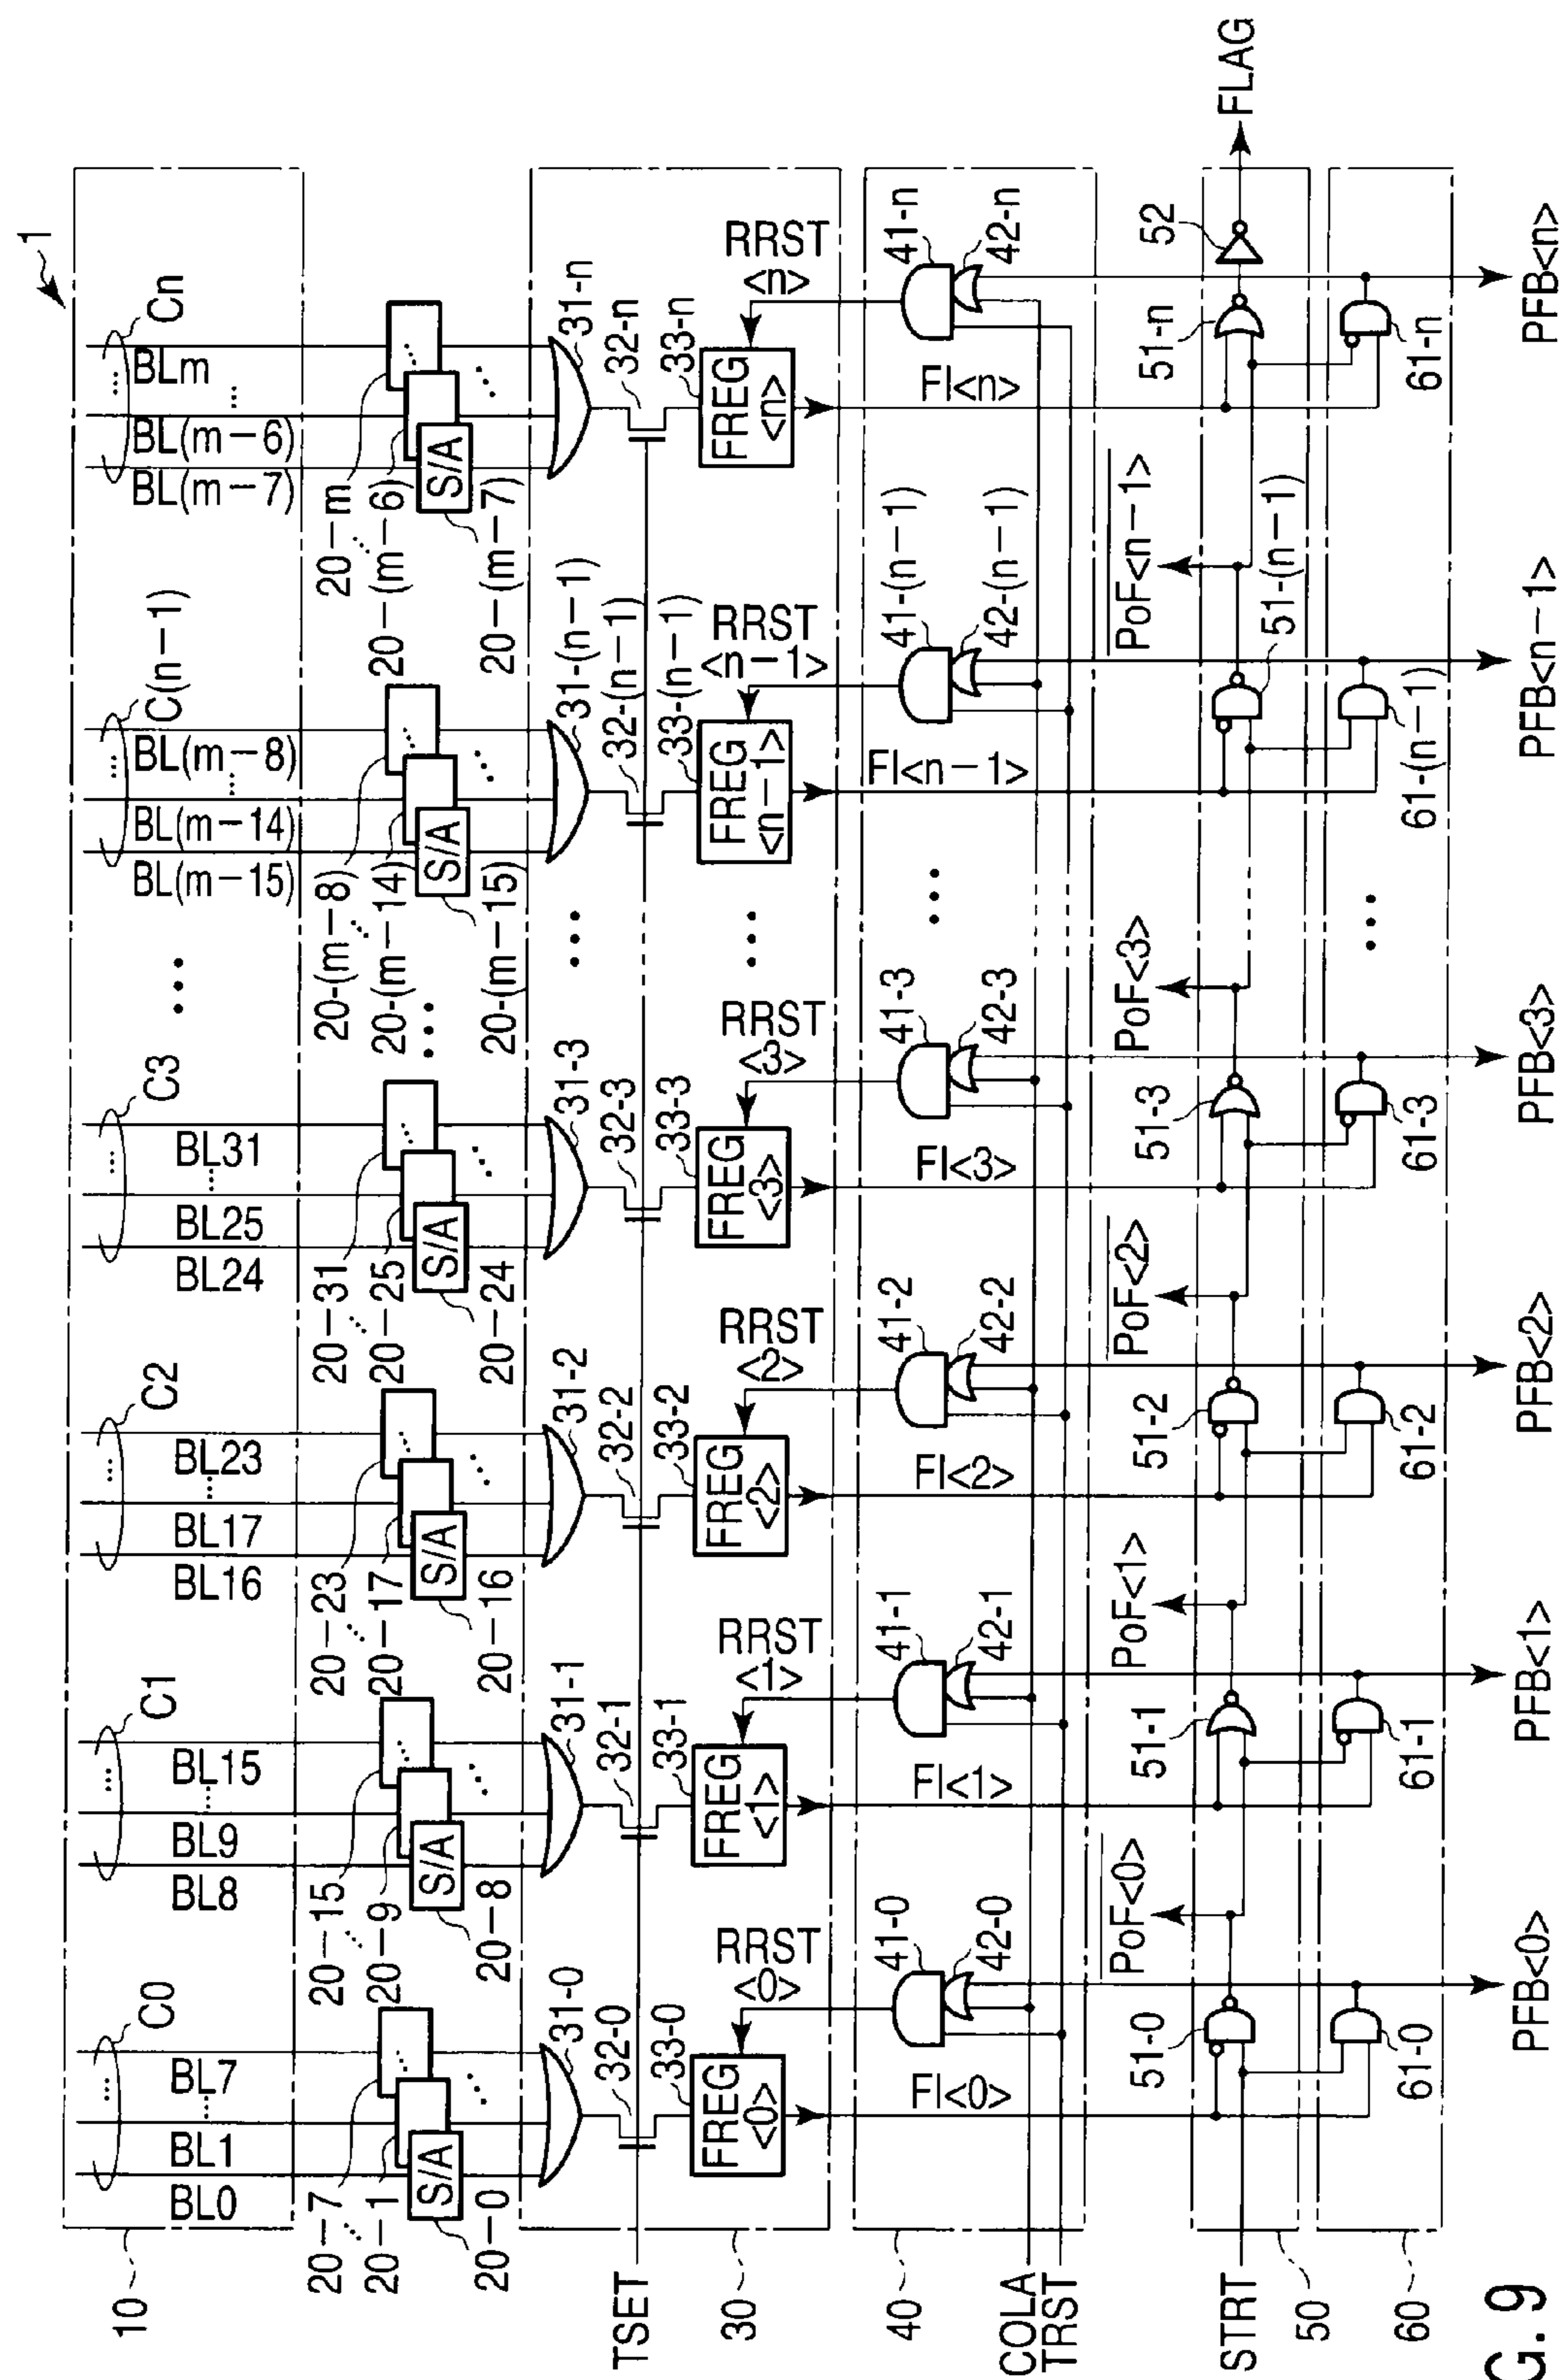 1
C0
C1
C2
C3
...
C(n−1)
Cn
BL7
BL15
BL23
BL31
BL(m−8)
BLm
BL1
BL9
BL17
BL25
BL(m−14)
BL(m−6)
BL0
BL8
BL16
BL24
BL(m−15)
BL(m−7)
10
20−7
20−15
20−23
20−31
20-(m−8)
20−m
20−1
20−9
20−17
20−25
20-(m−14)
20−(m−6)
S/A
S/A
S/A
S/A
S/A
S/A
20−0
20−8
20−16
20−24
20-(m−15)
20−(m−7)
31-0
31-1
31-2
31-3
31-(n−1)
31-n
TSET
32-0
32-1
32-2
32-3
32-(n−1)
32-n
33-0
33-1
33-2
33-3
33-(n−1)
33-n
30
FREG <0>
FREG <1>
FREG <2>
FREG <3>
FREG <n−1>
FREG <n>
RRST <0>
RRST <1>
RRST <2>
RRST <3>
RRST <n−1>
RRST <n>
40
41-0
41-1
41-2
41-3
41-(n−1)
41-n
42-0
42-1
42-2
42-3
42-(n−1)
42-n
FI<0>
FI<1>
FI<2>
FI<3>
FI<n−1>
FI<n>
COLA
TRST
PoF<0>
PoF<1>
PoF<2>
PoF<3>
PoF<n−1>
STRT
51-0
51-1
51-2
51-3
51-(n−1)
51-n
52
FLAG
50
60
61-0
61-1
61-2
61-3
61-(n−1)
61-n
PFB<0>
PFB<1>
PFB<2>
PFB<3>
PFB<n−1>
PFB<n>
G. 9